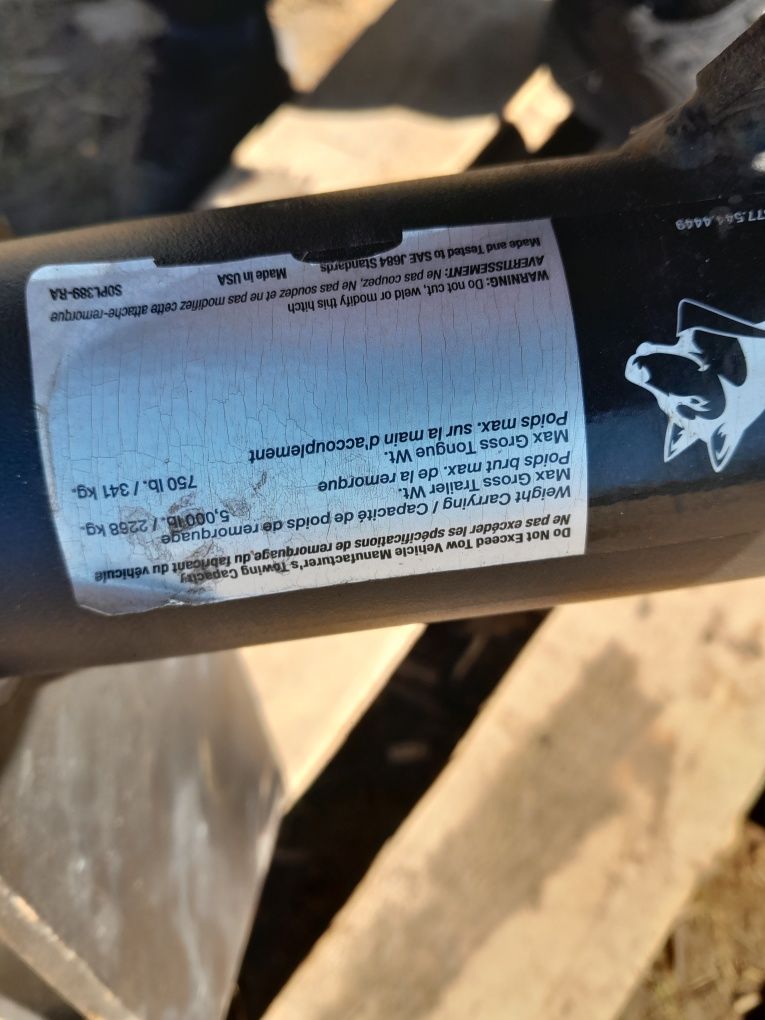 Do Not Exceed Tow Vehicle Manufacturer's Towing Capacity
Ne pas excéder les spécifications de remorquage du fabricant du véhicule
Weight Carrying / Capacité de poids de remorquage
Max Gross Trailer Wt. 5,000 lb. / 2268 kg.
Poids brut max. de la remorque
Max Gross Tongue Wt. 750 lb. / 341 kg.
Poids max. sur la main d'accouplement
WARNING: Do not cut, weld or modify this hitch
AVERTISSEMENT: Ne pas coupez, Ne pas soudez et ne pas modifiez cette attache-remorque
Made and Tested to SAE J684 Standards Made in USA S0PL389-RA
77.544.4449